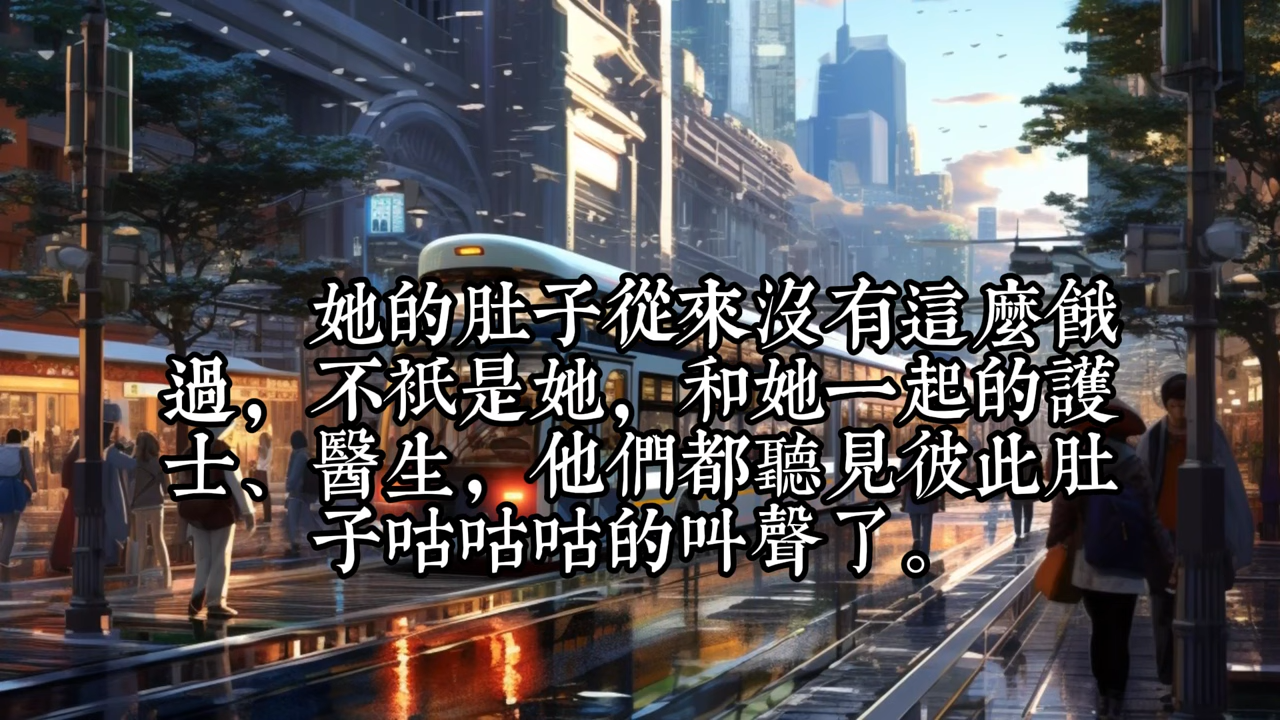 她的肚子從來沒有這麼餓
過，不衹是她，和她一起的護
士、醫生，他們都聽見彼此肚
子咕咕咕的叫聲了。